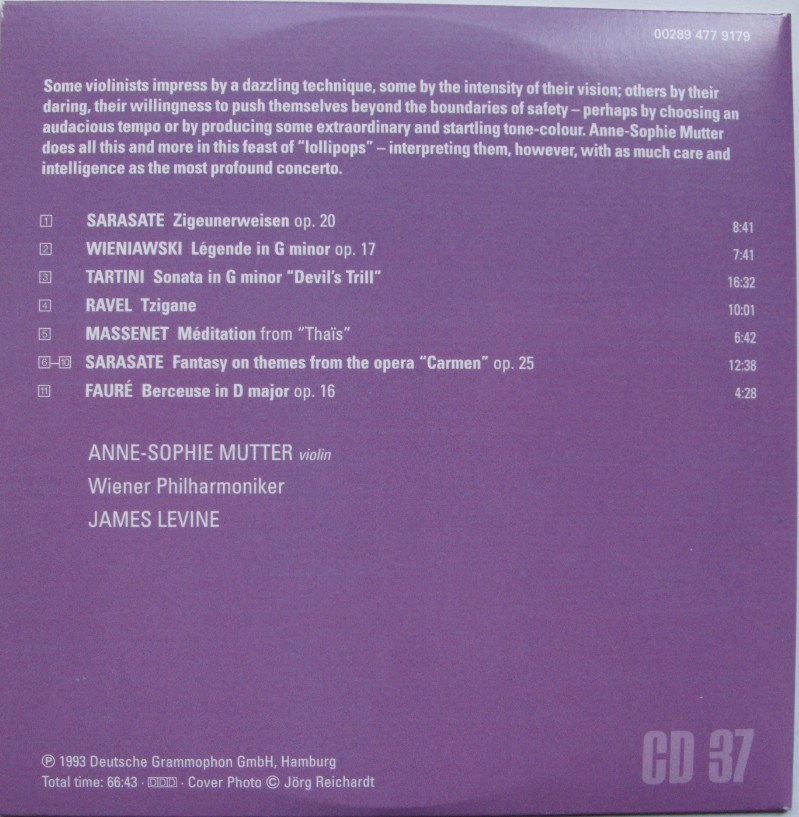 00289 477 9179
Some violinists impress by a dazzling technique, some by the intensity of their vision; others by their
daring, their willingness to push themselves beyond the boundaries of safety – perhaps by choosing an
audacious tempo or by producing some extraordinary and startling tone-colour. Anne-Sophie Mutter
does all this and more in this feast of “lollipops” – interpreting them, however, with as much care and
intelligence as the most profound concerto.
1 SARASATE Zigeunerweisen op. 20 8:41
2 WIENIAWSKI Légende in G minor op. 17 7:41
3 TARTINI Sonata in G minor “Devil’s Trill” 16:32
4 RAVEL Tzigane 10:01
5 MASSENET Méditation from “Thaïs” 6:42
6–10 SARASATE Fantasy on themes from the opera “Carmen” op. 25 12:38
11 FAURÉ Berceuse in D major op. 16 4:28
ANNE-SOPHIE MUTTER violin
Wiener Philharmoniker
JAMES LEVINE
℗ 1993 Deutsche Grammophon GmbH, Hamburg
Total time: 66:43 · DDD · Cover Photo © Jörg Reichardt
CD 37